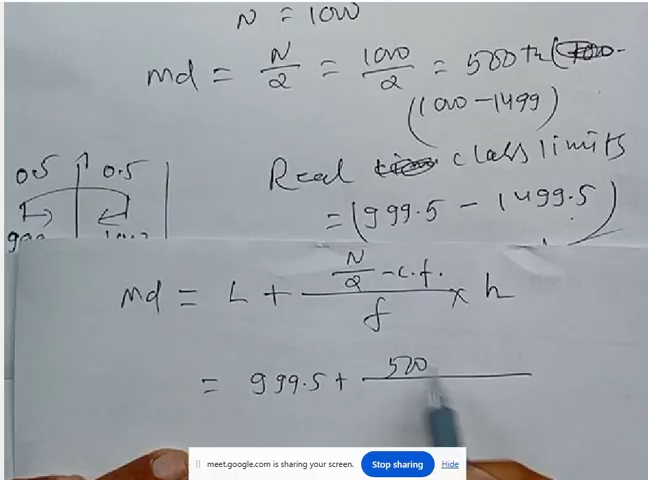 N = 1000
md = N/2 = 1000/2 = 500th (
(1000 - 1499)
Real class limits
= (999.5 - 1499.5)
0.5 0.5
999
md = L + N/2 - c.f. / f × h
= 999.5 + 500
meet.google.com is sharing your screen. Stop sharing Hide